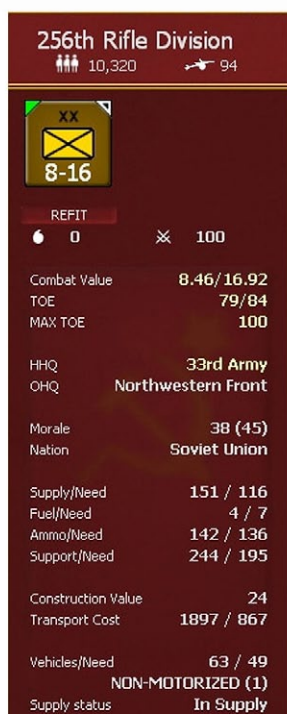 256th Rifle Division
10,320 94
XX
8-16
REFIT
0 100
Combat Value 8.46/16.92
TOE 79/84
MAX TOE 100
HHQ 33rd Army
OHQ Northwestern Front
Morale 38 (45)
Nation Soviet Union
Supply/Need 151 / 116
Fuel/Need 4 / 7
Ammo/Need 142 / 136
Support/Need 244 / 195
Construction Value 24
Transport Cost 1897 / 867
Vehicles/Need 63 / 49
NON-MOTORIZED (1)
Supply status In Supply